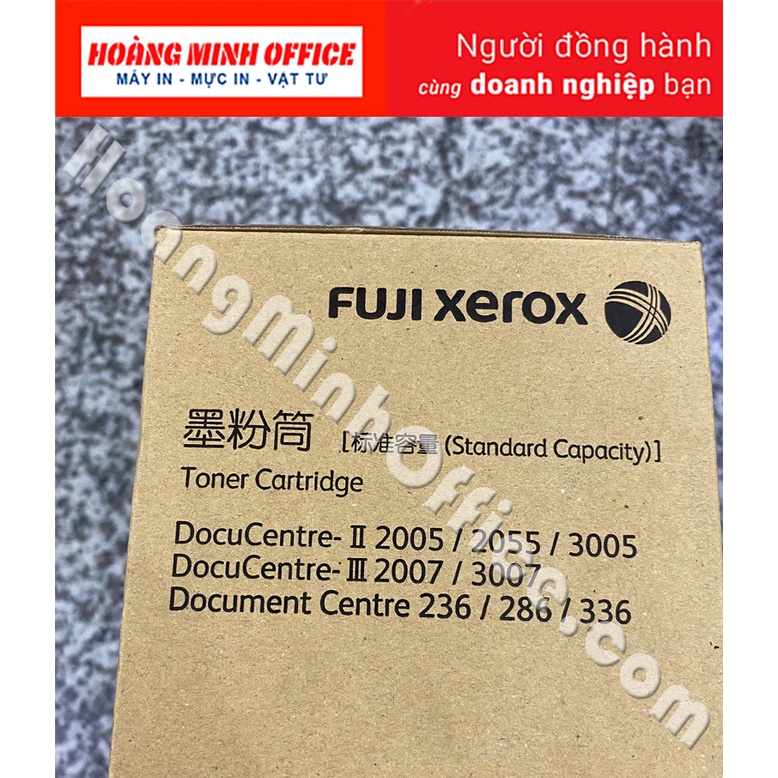 HOÀNG MINH OFFICE
MÁY IN - MỰC IN - VẬT TƯ
Người đồng hành
cùng doanh nghiệp bạn
HoangMinhOffice.com
FUJI xerox
墨粉筒 [标准容量 (Standard Capacity)]
Toner Cartridge
DocuCentre-Ⅱ 2005 / 2055 / 3005
DocuCentre-Ⅲ 2007 / 3007
Document Centre 236 / 286 / 336